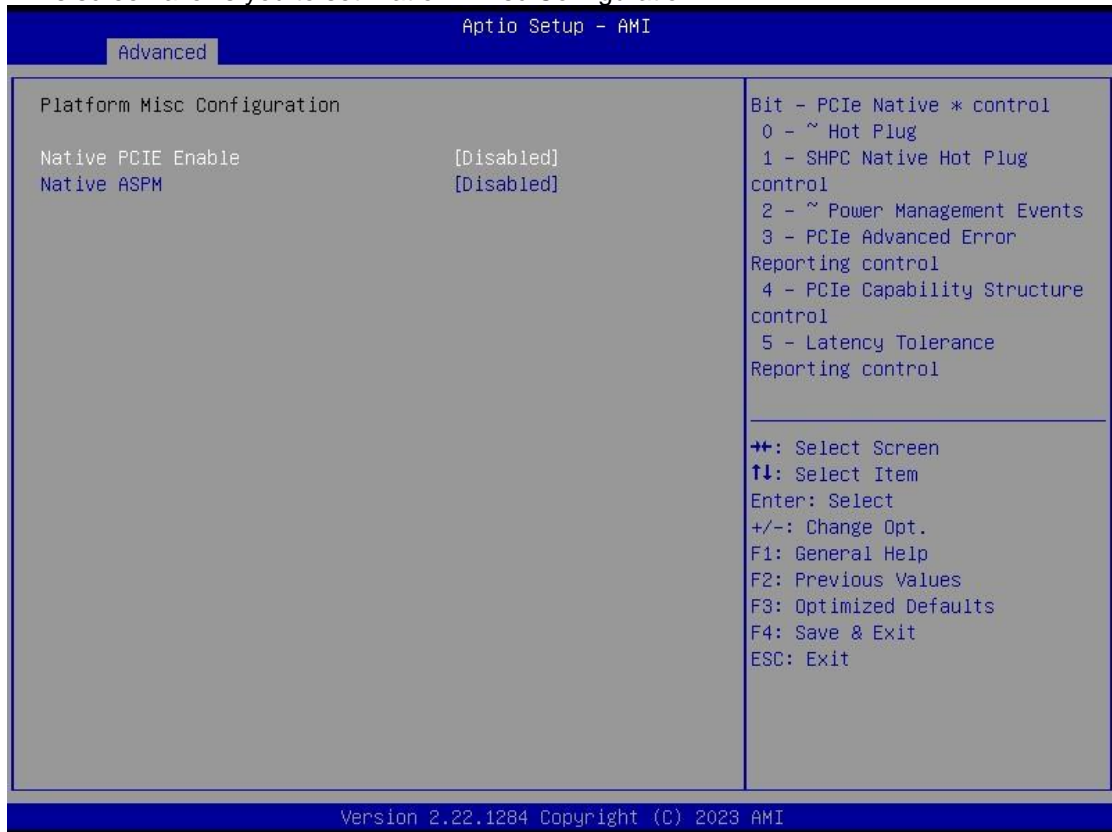 Aptio Setup – AMI
Advanced
Platform Misc Configuration
Native PCIE Enable [Disabled]
Native ASPM [Disabled]
Bit – PCIe Native * control
0 – ~ Hot Plug
1 – SHPC Native Hot Plug
control
2 – ~ Power Management Events
3 – PCIe Advanced Error
Reporting control
4 – PCIe Capability Structure
control
5 – Latency Tolerance
Reporting control
→←: Select Screen
↑↓: Select Item
Enter: Select
+/-: Change Opt.
F1: General Help
F2: Previous Values
F3: Optimized Defaults
F4: Save & Exit
ESC: Exit
Version 2.22.1284 Copyright (C) 2023 AMI